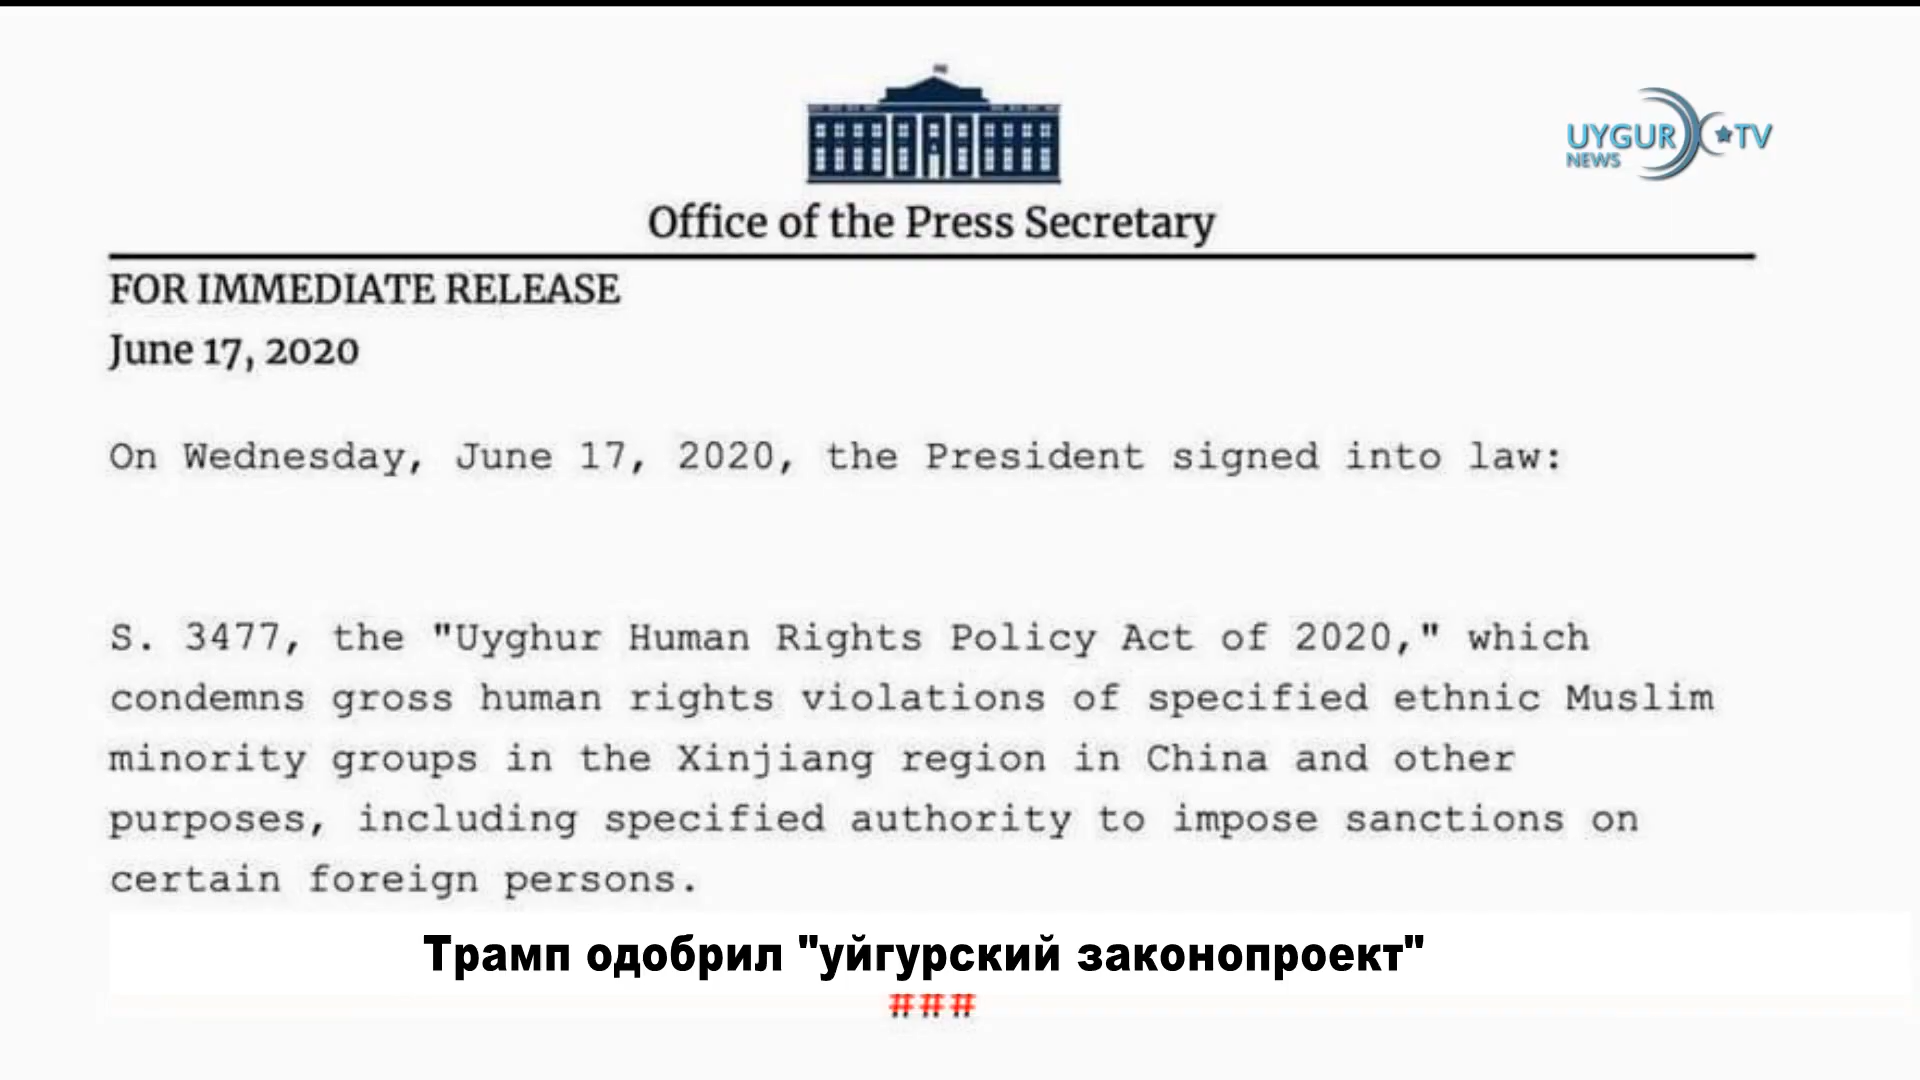 UYGUR TV
NEWS
Office of the Press Secretary
FOR IMMEDIATE RELEASE
June 17, 2020
On Wednesday, June 17, 2020, the President signed into law:
S. 3477, the "Uyghur Human Rights Policy Act of 2020," which
condemns gross human rights violations of specified ethnic Muslim
minority groups in the Xinjiang region in China and other
purposes, including specified authority to impose sanctions on
certain foreign persons.
Трамп одобрил "уйгурский законопроект"
###